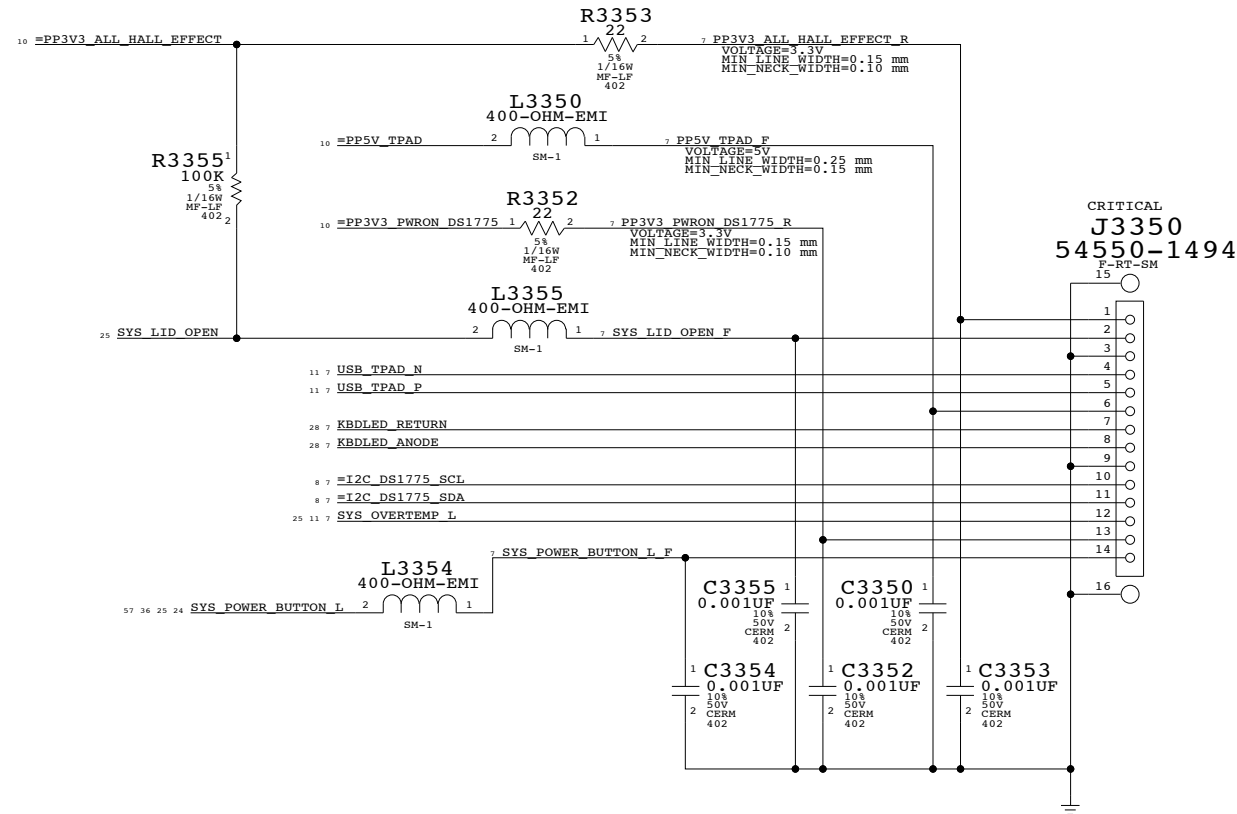 R3353
22
10 =PP3V3_ALL_HALL_EFFECT
1 2
7 PP3V3_ALL_HALL_EFFECT_R
VOLTAGE=3.3V
MIN_LINE_WIDTH=0.15 mm
MIN_NECK_WIDTH=0.10 mm
5%
1/16W
MF-LF
402
L3350
400-OHM-EMI
10 =PP5V_TPAD
2 1
SM-1
7 PP5V_TPAD_F
VOLTAGE=5V
MIN_LINE_WIDTH=0.25 mm
MIN_NECK_WIDTH=0.15 mm
R3355
1
100K
5%
1/16W
MF-LF
402
2
R3352
22
10 =PP3V3_PWRON_DS1775
1 2
7 PP3V3_PWRON_DS1775_R
VOLTAGE=3.3V
MIN_LINE_WIDTH=0.15 mm
MIN_NECK_WIDTH=0.10 mm
5%
1/16W
MF-LF
402
CRITICAL
J3350
54550-1494
F-RT-SM
15
L3355
400-OHM-EMI
25 SYS_LID_OPEN
2 1
SM-1
7 SYS_LID_OPEN_F
1
2
3
11 7 USB_TPAD_N
4
11 7 USB_TPAD_P
5
6
28 7 KBDLED_RETURN
7
28 7 KBDLED_ANODE
8
9
8 7 =I2C_DS1775_SCL
10
8 7 =I2C_DS1775_SDA
11
25 11 7 SYS_OVERTEMP_L
12
13
7 SYS_POWER_BUTTON_L_F
14
16
L3354
400-OHM-EMI
57 36 25 24 SYS_POWER_BUTTON_L
2 1
SM-1
C3355
1
0.001UF
10%
50V
CERM
402
2
C3350
1
0.001UF
10%
50V
CERM
402
2
1
C3354
0.001UF
10%
50V
CERM
402
2
1
C3352
0.001UF
10%
50V
CERM
402
2
1
C3353
0.001UF
10%
50V
CERM
402
2